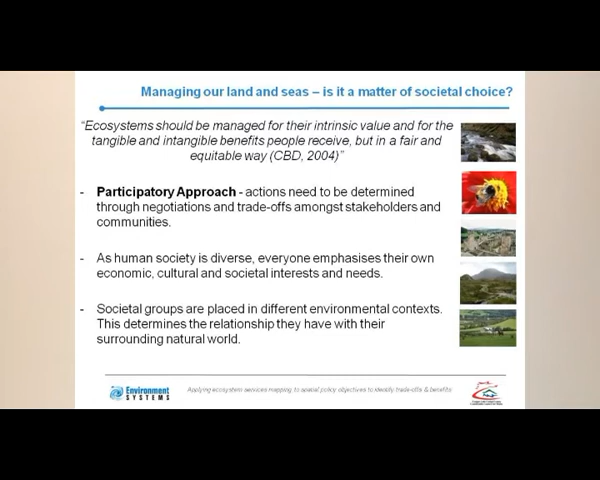 Managing our land and seas – is it a matter of societal choice?
“Ecosystems should be managed for their intrinsic value and for the
tangible and intangible benefits people receive, but in a fair and
equitable way (CBD, 2004)”
- Participatory Approach - actions need to be determined
through negotiations and trade-offs amongst stakeholders and
communities.
- As human society is diverse, everyone emphasises their own
economic, cultural and societal interests and needs.
- Societal groups are placed in different environmental contexts.
This determines the relationship they have with their
surrounding natural world.
Environment
SYSTEMS
Applying ecosystem services mapping to spatial policy objectives to identify trade-offs & benefits